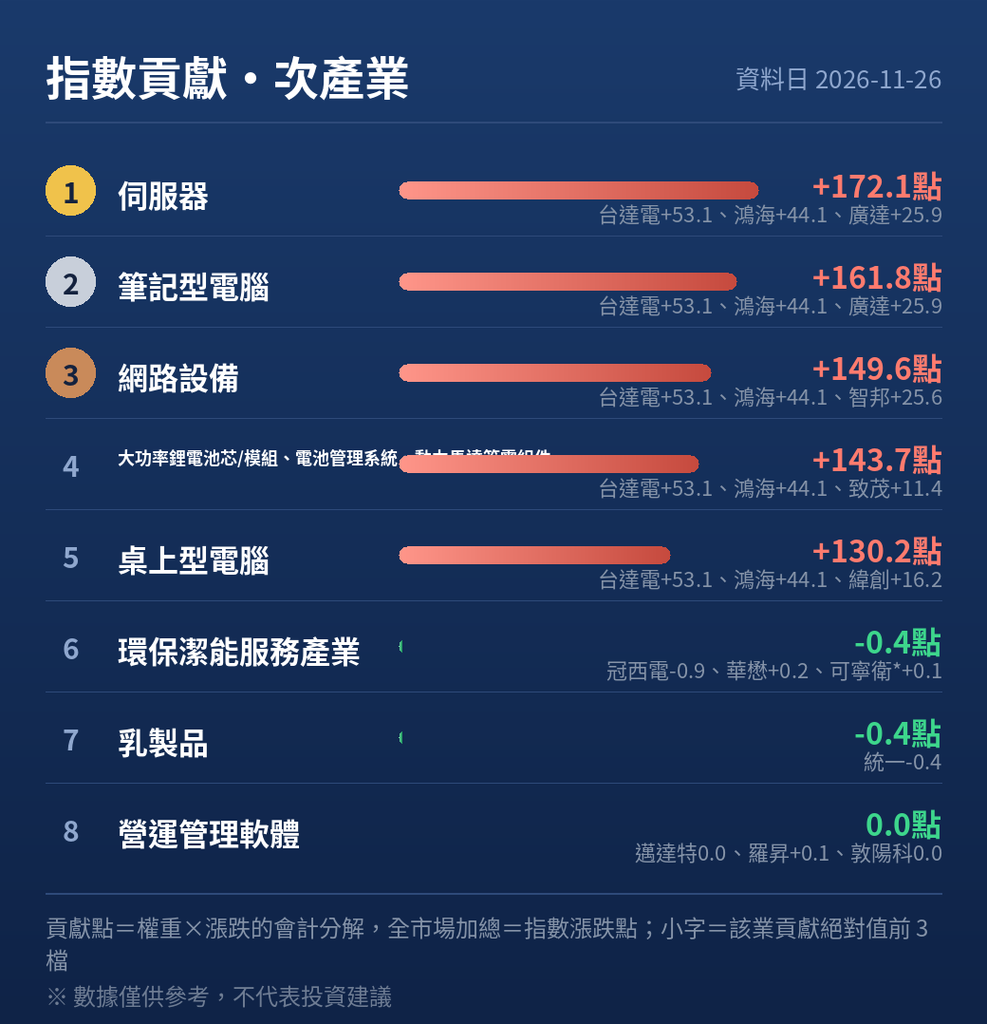 指數貢獻・次產業
資料日 2026-11-26
1 伺服器 +172.1點
台達電+53.1、鴻海+44.1、廣達+25.9
2 筆記型電腦 +161.8點
台達電+53.1、鴻海+44.1、廣達+25.9
3 網路設備 +149.6點
台達電+53.1、鴻海+44.1、智邦+25.6
4 大功率鋰電池芯/模組、電池管理系統 +143.7點
台達電+53.1、鴻海+44.1、致茂+11.4
5 桌上型電腦 +130.2點
台達電+53.1、鴻海+44.1、緯創+16.2
6 環保潔能服務產業 -0.4點
冠西電-0.9、華懋+0.2、可寧衛*+0.1
7 乳製品 -0.4點
統一-0.4
8 營運管理軟體 0.0點
邁達特0.0、羅昇+0.1、敦陽科0.0
貢獻點＝權重×漲跌的會計分解，全市場加總＝指數漲跌點；小字＝該業貢獻絕對值前 3
檔
※ 數據僅供參考，不代表投資建議